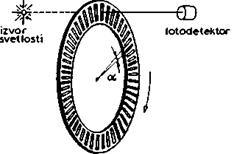 izvor
svetlosti
fotodetektor
α